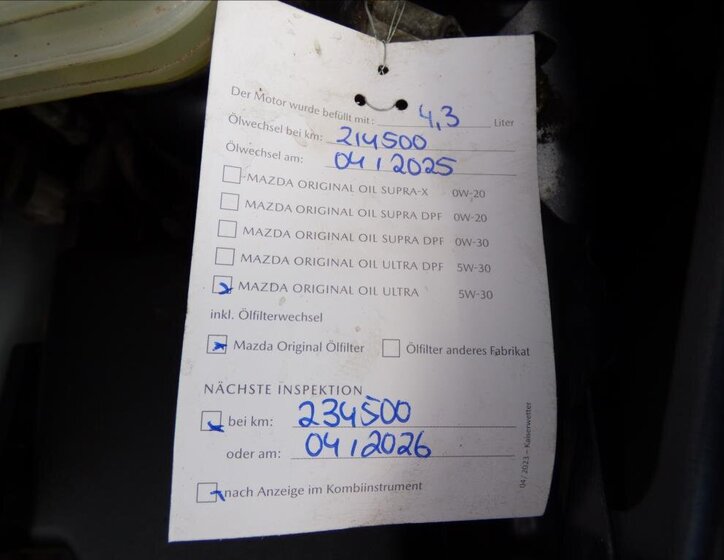 Der Motor wurde befüllt mit: 4,3 Liter
Ölwechsel bei km: 214500
Ölwechsel am: 04/2025
MAZDA ORIGINAL OIL SUPRA-X 0W-20
MAZDA ORIGINAL OIL SUPRA DPF 0W-20
MAZDA ORIGINAL OIL SUPRA DPF 0W-30
MAZDA ORIGINAL OIL ULTRA DPF 5W-30
MAZDA ORIGINAL OIL ULTRA 5W-30
inkl. Ölfilterwechsel
Mazda Original Ölfilter Ölfilter anderes Fabrikat
NÄCHSTE INSPEKTION
bei km: 234500
oder am: 04/2026
nach Anzeige im Kombiinstrument
04/2023 – Kaiserwetter